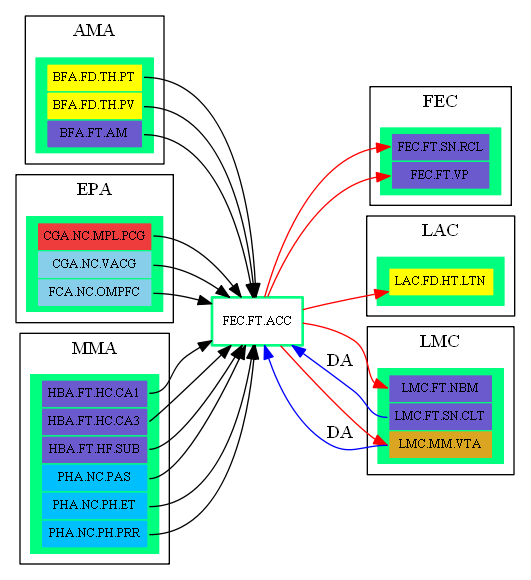 AMA
BFA.FD.TH.PT
BFA.FD.TH.PV
BFA.FT.AM
EPA
CGA.NC.MPL.PCG
CGA.NC.VACG
FCA.NC.OMPFC
MMA
HBA.FT.HC.CA1
HBA.FT.HC.CA3
HBA.FT.HF.SUB
PHA.NC.PAS
PHA.NC.PH.ET
PHA.NC.PH.PRR
FEC.FT.ACC
FEC
FEC.FT.SN.RCL
FEC.FT.VP
LAC
LAC.FD.HT.LTN
LMC
LMC.FT.NBM
LMC.FT.SN.CLT
LMC.MM.VTA
DA
DA